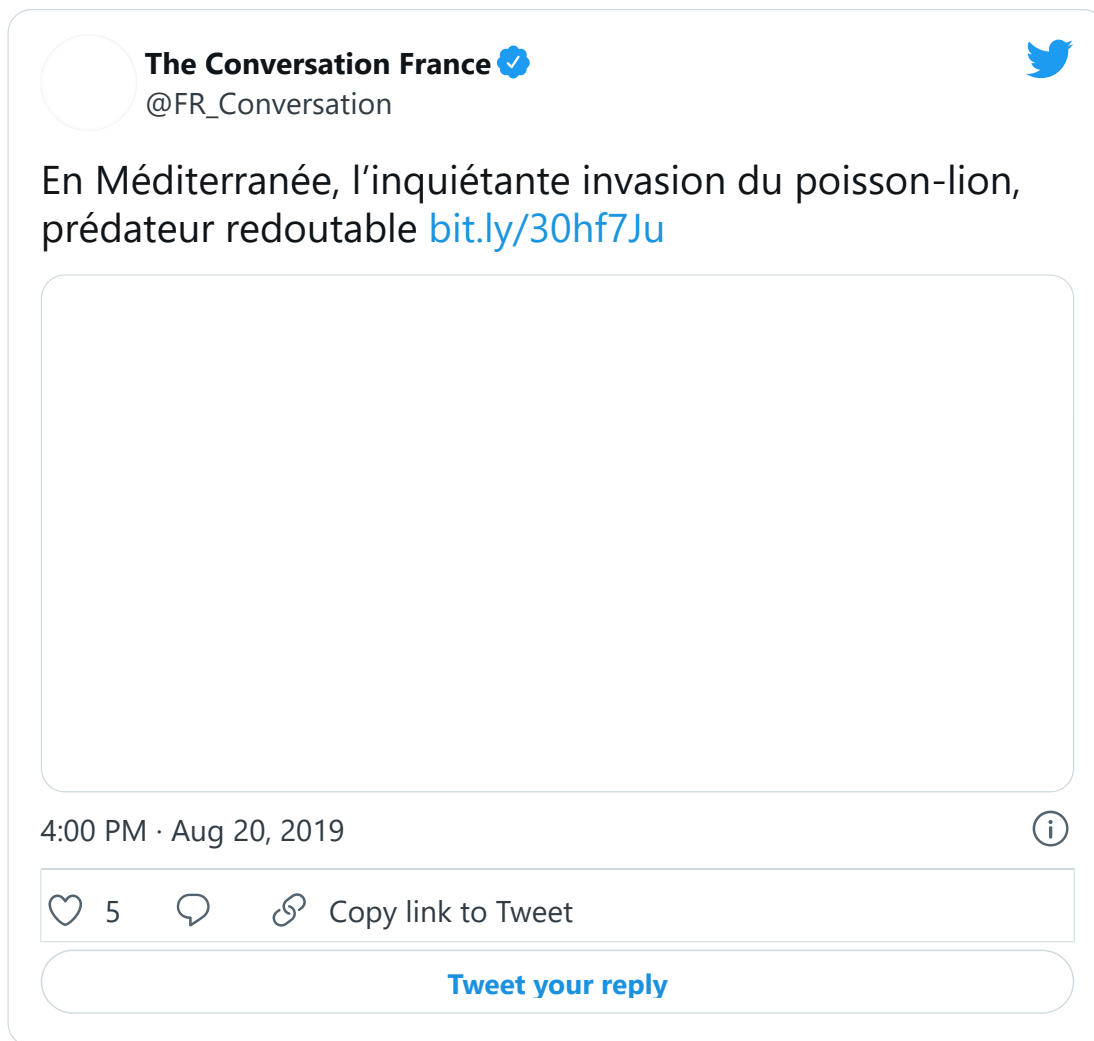 The Conversation France
@FR_Conversation
En Méditerranée, l’inquiétante invasion du poisson-lion,
prédateur redoutable bit.ly/30hf7Ju
4:00 PM · Aug 20, 2019
5 Copy link to Tweet
Tweet your reply